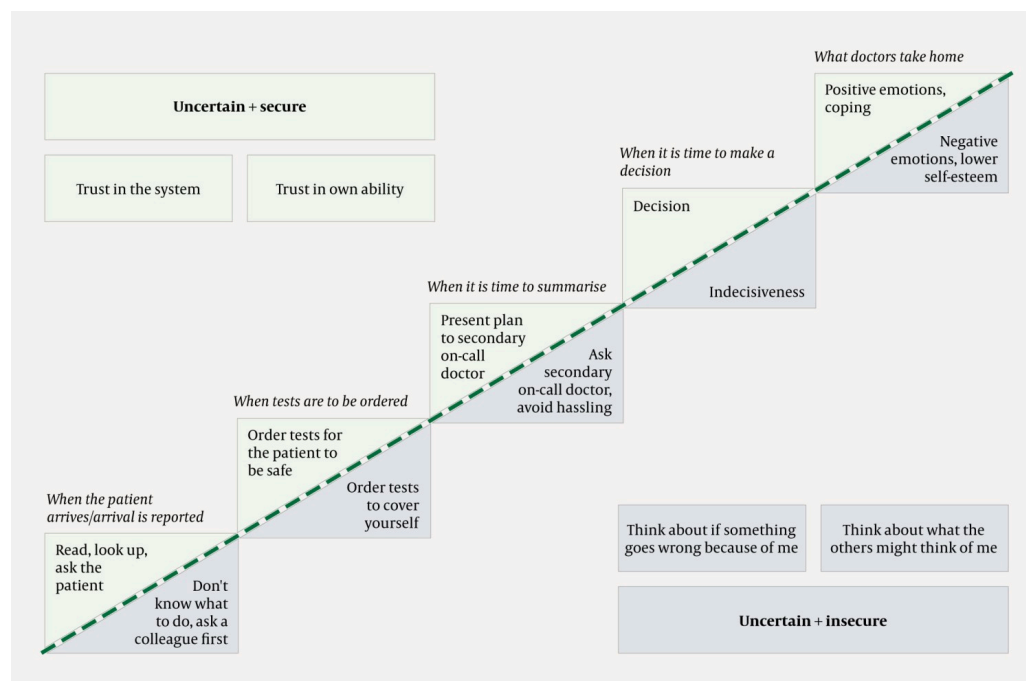 What doctors take home
Uncertain + secure
Positive emotions,
coping
Negative
emotions, lower
self-esteem
Trust in the system
Trust in own ability
When it is time to make a
decision
Decision
Indecisiveness
When it is time to summarise
Present plan
to secondary
on-call
doctor
Ask
secondary
on-call doctor,
avoid hassling
When tests are to be ordered
Order tests for
the patient to
be safe
Order tests
to cover
yourself
When the patient
arrives/arrival is reported
Read, look up,
ask the
patient
Don't
know what
to do, ask a
colleague first
Think about if something
goes wrong because of me
Think about what the
others might think of me
Uncertain + insecure